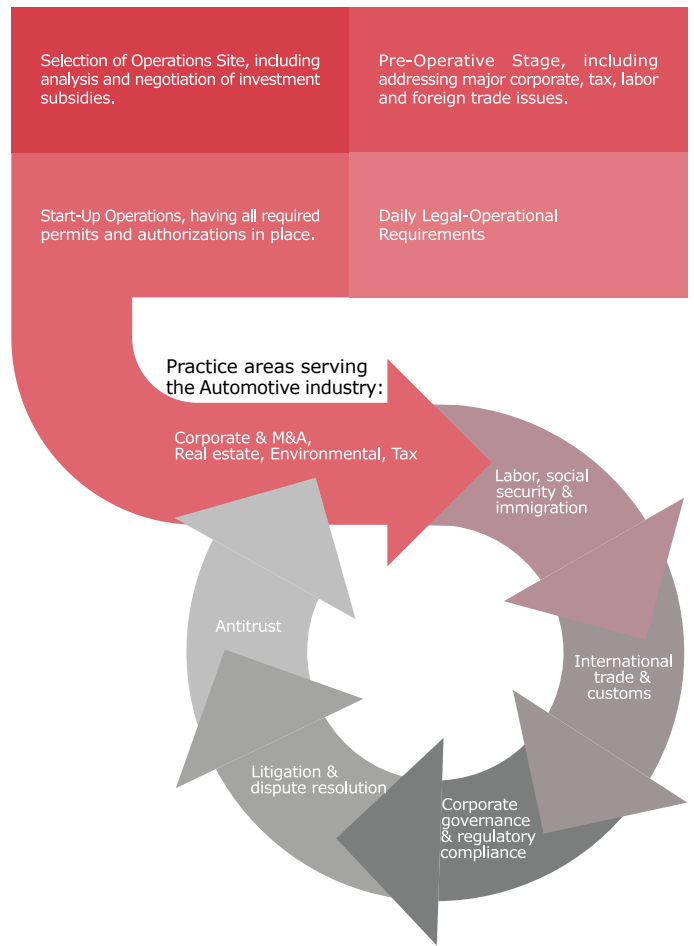 Selection of Operations Site, including
analysis and negotiation of investment
subsidies.
Pre-Operative Stage, including
addressing major corporate, tax, labor
and foreign trade issues.
Start-Up Operations, having all required
permits and authorizations in place.
Daily Legal-Operational
Requirements
Practice areas serving
the Automotive industry:
Corporate & M&A,
Real estate, Environmental, Tax
Labor, social
security &
immigration
International
trade &
customs
Corporate
governance
& regulatory
compliance
Litigation &
dispute resolution
Antitrust